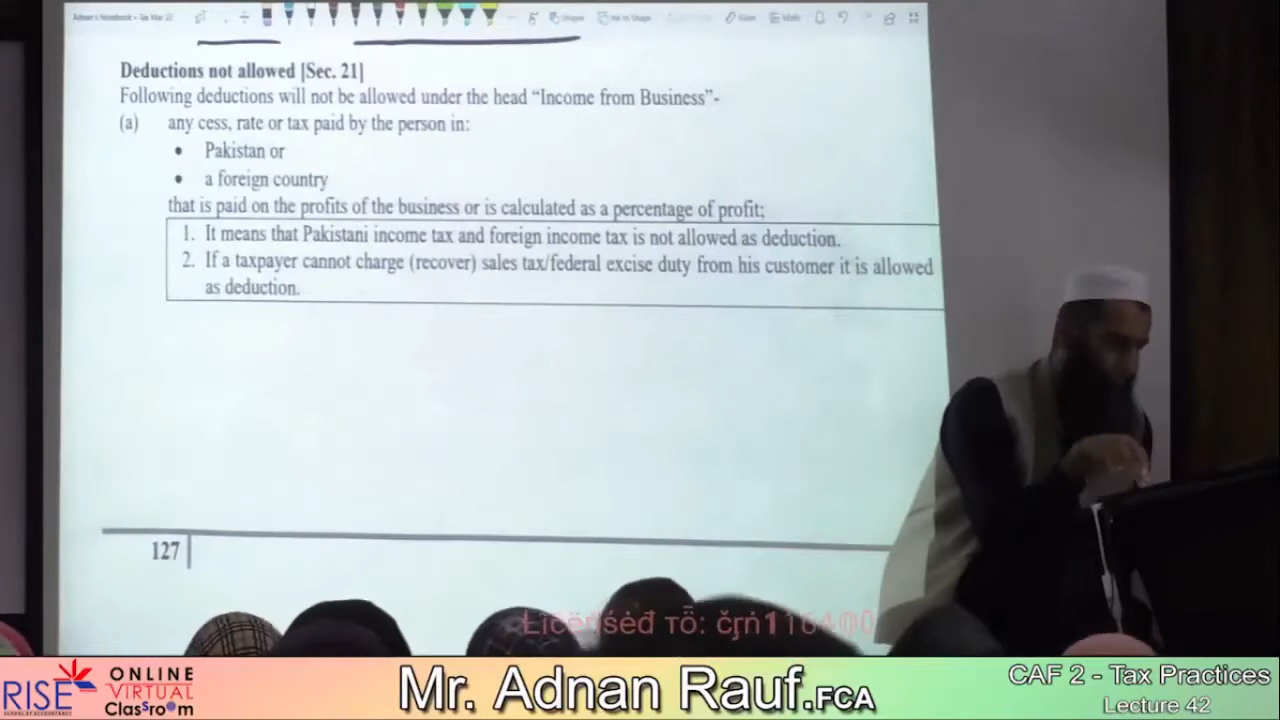 Adnan's Notebook > Tax Mar 22
Deductions not allowed [Sec. 21]
Following deductions will not be allowed under the head “Income from Business”-
(a) any cess, rate or tax paid by the person in:
• Pakistan or
• a foreign country
that is paid on the profits of the business or is calculated as a percentage of profit;
1. It means that Pakistani income tax and foreign income tax is not allowed as deduction.
2. If a taxpayer cannot charge (recover) sales tax/federal excise duty from his customer it is allowed
as deduction.
127
RISE
ONLINE
VIRTUAL
Classroom
Mr. Adnan Rauf.FCA
CAF 2 - Tax Practices
Lecture 42